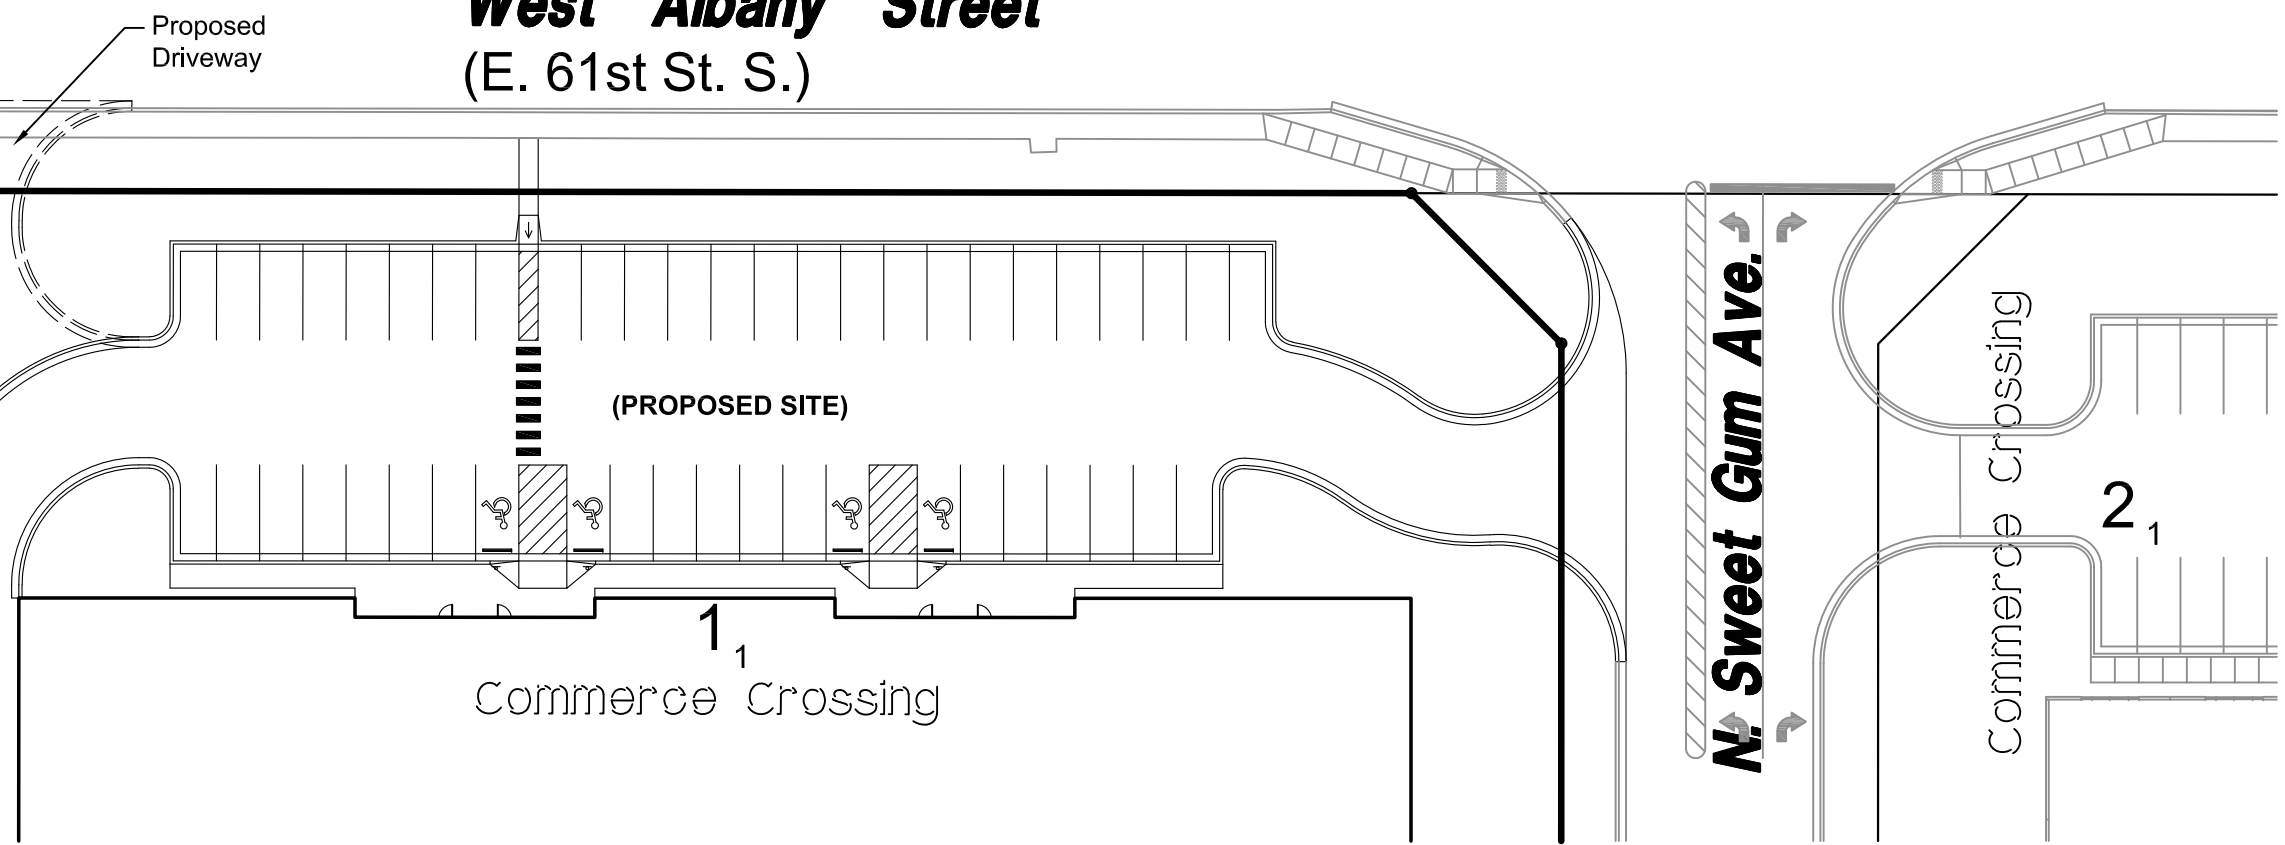 West Albany Street
(E. 61st St. S.)
Proposed
Driveway
(PROPOSED SITE)
N. Sweet Gum Ave.
Commerce Crossing
2 1
1 1
Commerce Crossing